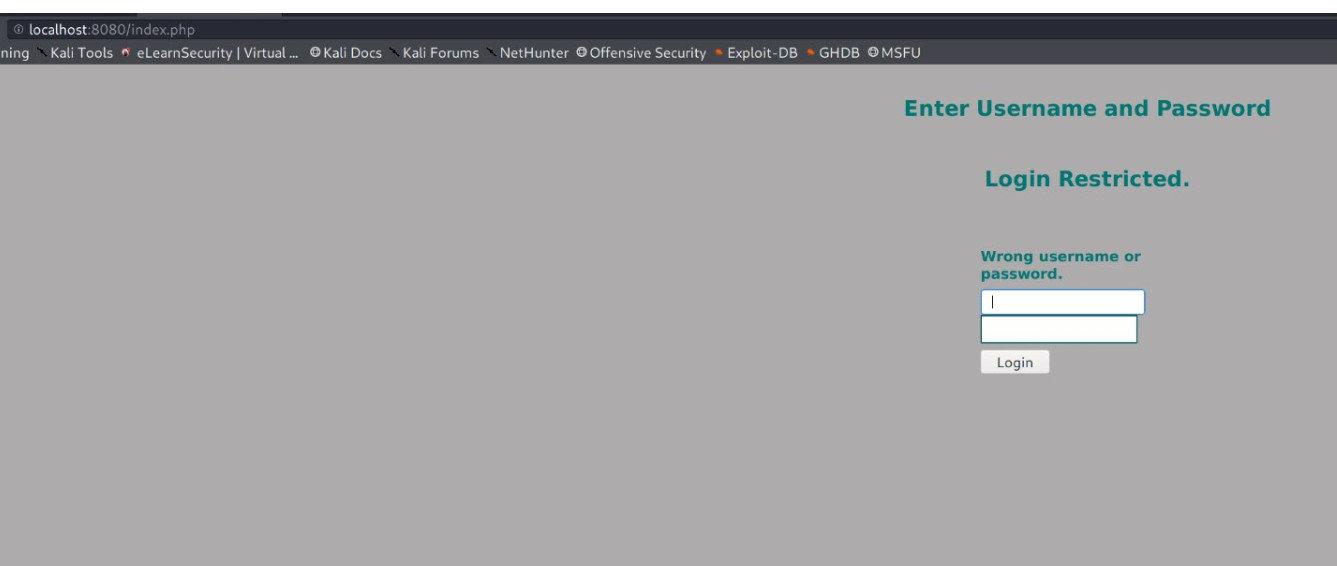 localhost:8080/index.php
ning Kali Tools eLearnSecurity | Virtual ... Kali Docs Kali Forums NetHunter Offensive Security Exploit-DB GHDB MSFU
Enter Username and Password
Login Restricted.
Wrong username or
password.
Login